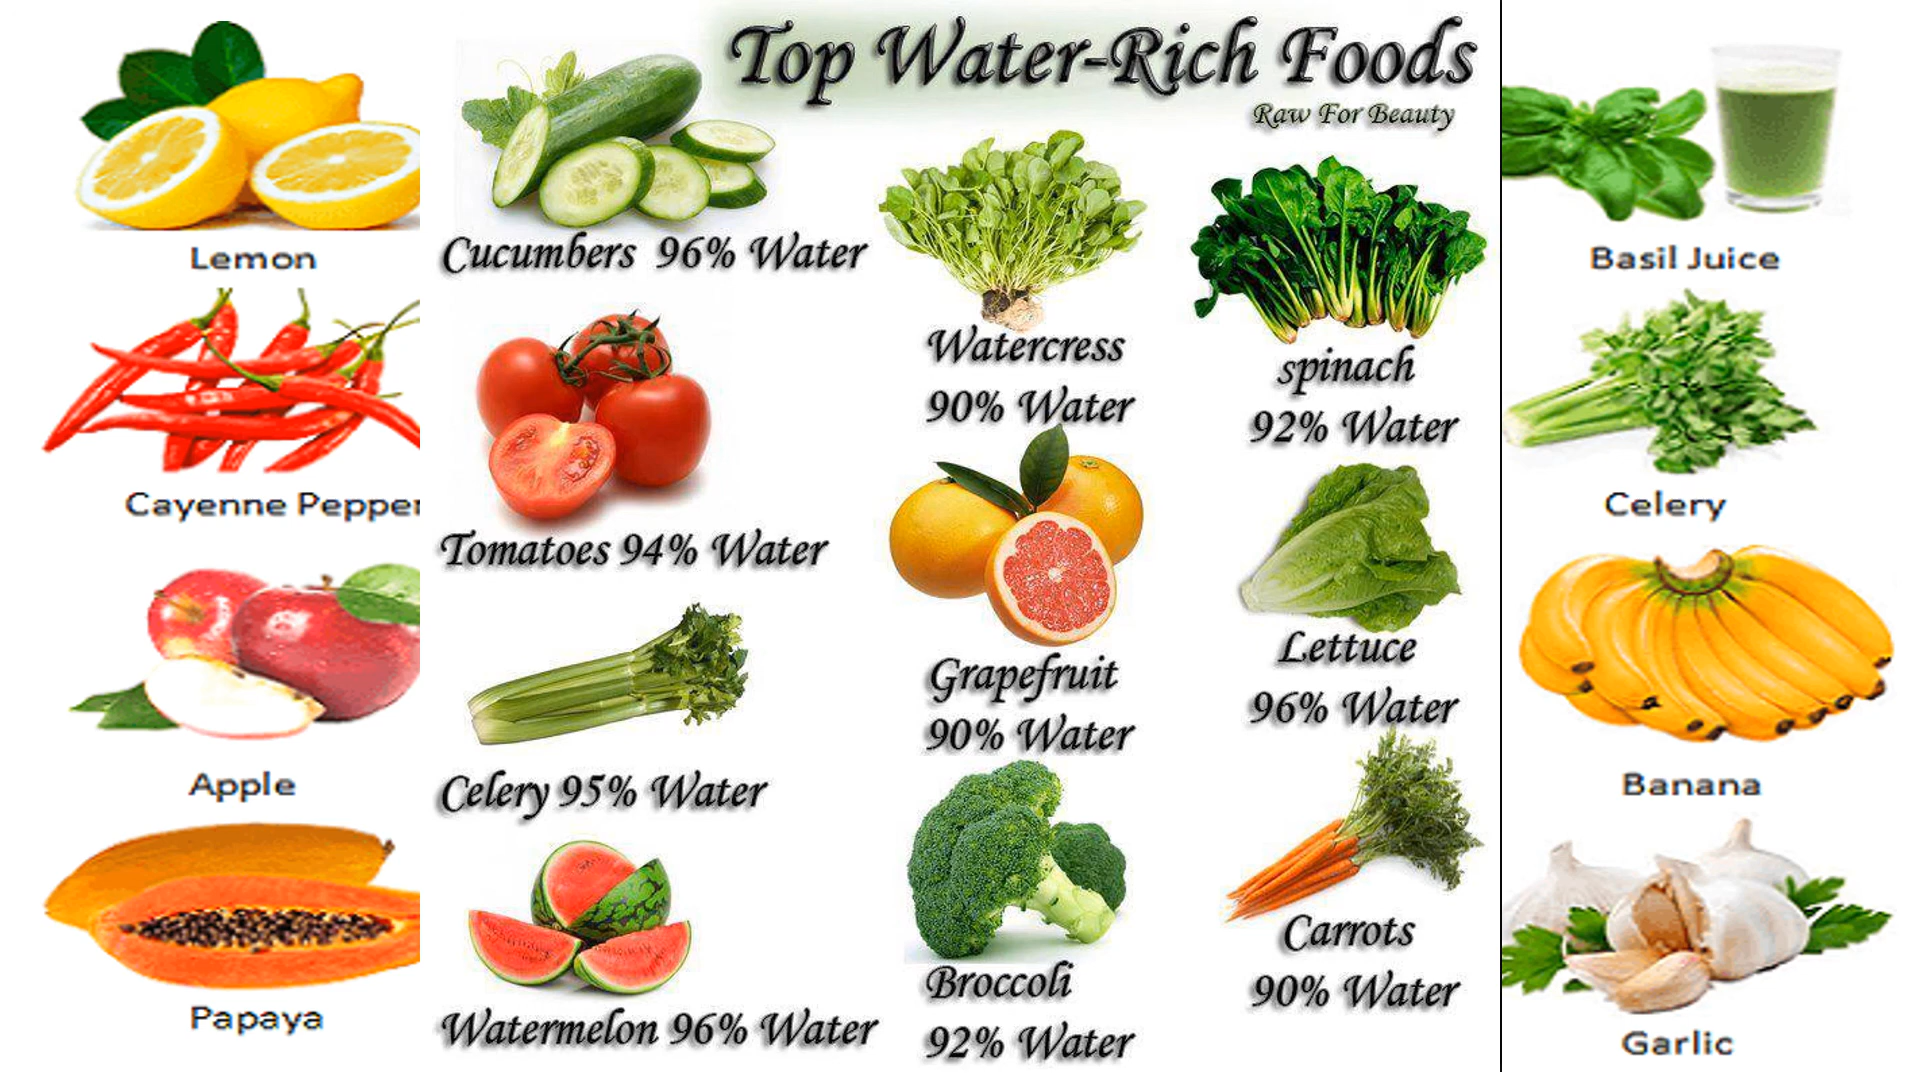 Lemon
Cayenne Pepper
Apple
Papaya
Top Water-Rich Foods
Raw For Beauty
Cucumbers 96% Water
Tomatoes 94% Water
Celery 95% Water
Watermelon 96% Water
Watercress
90% Water
Grapefruit
90% Water
Broccoli
92% Water
spinach
92% Water
Lettuce
96% Water
Carrots
90% Water
Basil Juice
Celery
Banana
Garlic